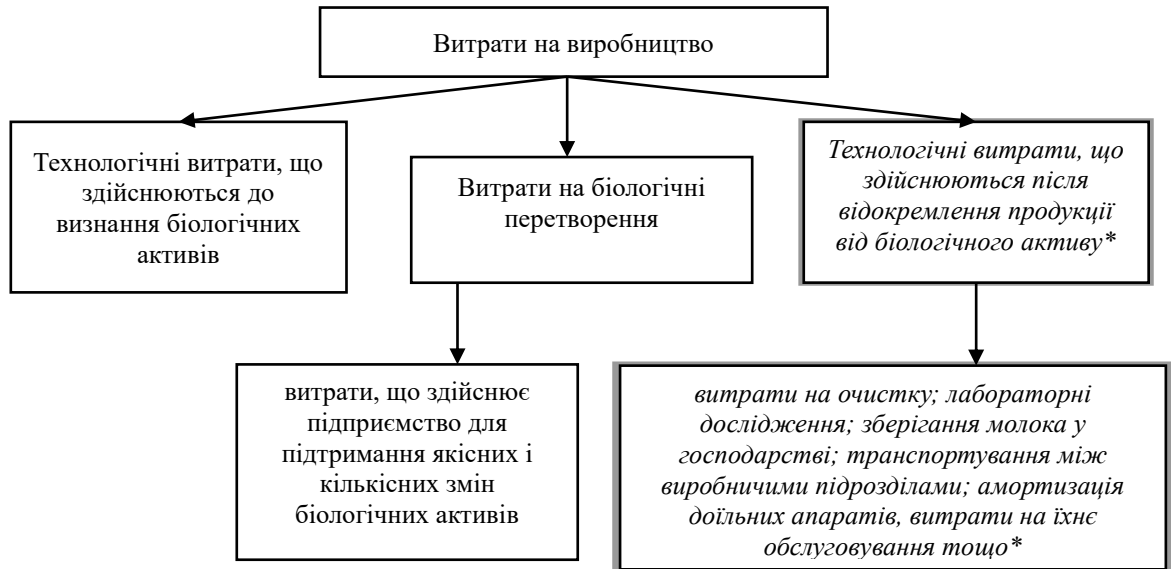 Витрати на виробництво
Технологічні витрати, що
здійснюються до
визнання біологічних
активів
Витрати на біологічні
перетворення
Технологічні витрати, що
здійснюються після
відокремлення продукції
від біологічного активу*
витрати, що здійснює
підприємство для
підтримання якісних і
кількісних змін
біологічних активів
витрати на очистку; лабораторні
дослідження; зберігання молока у
господарстві; транспортування між
виробничими підрозділами; амортизація
доїльних апаратів, витрати на їхнє
обслуговування тощо*